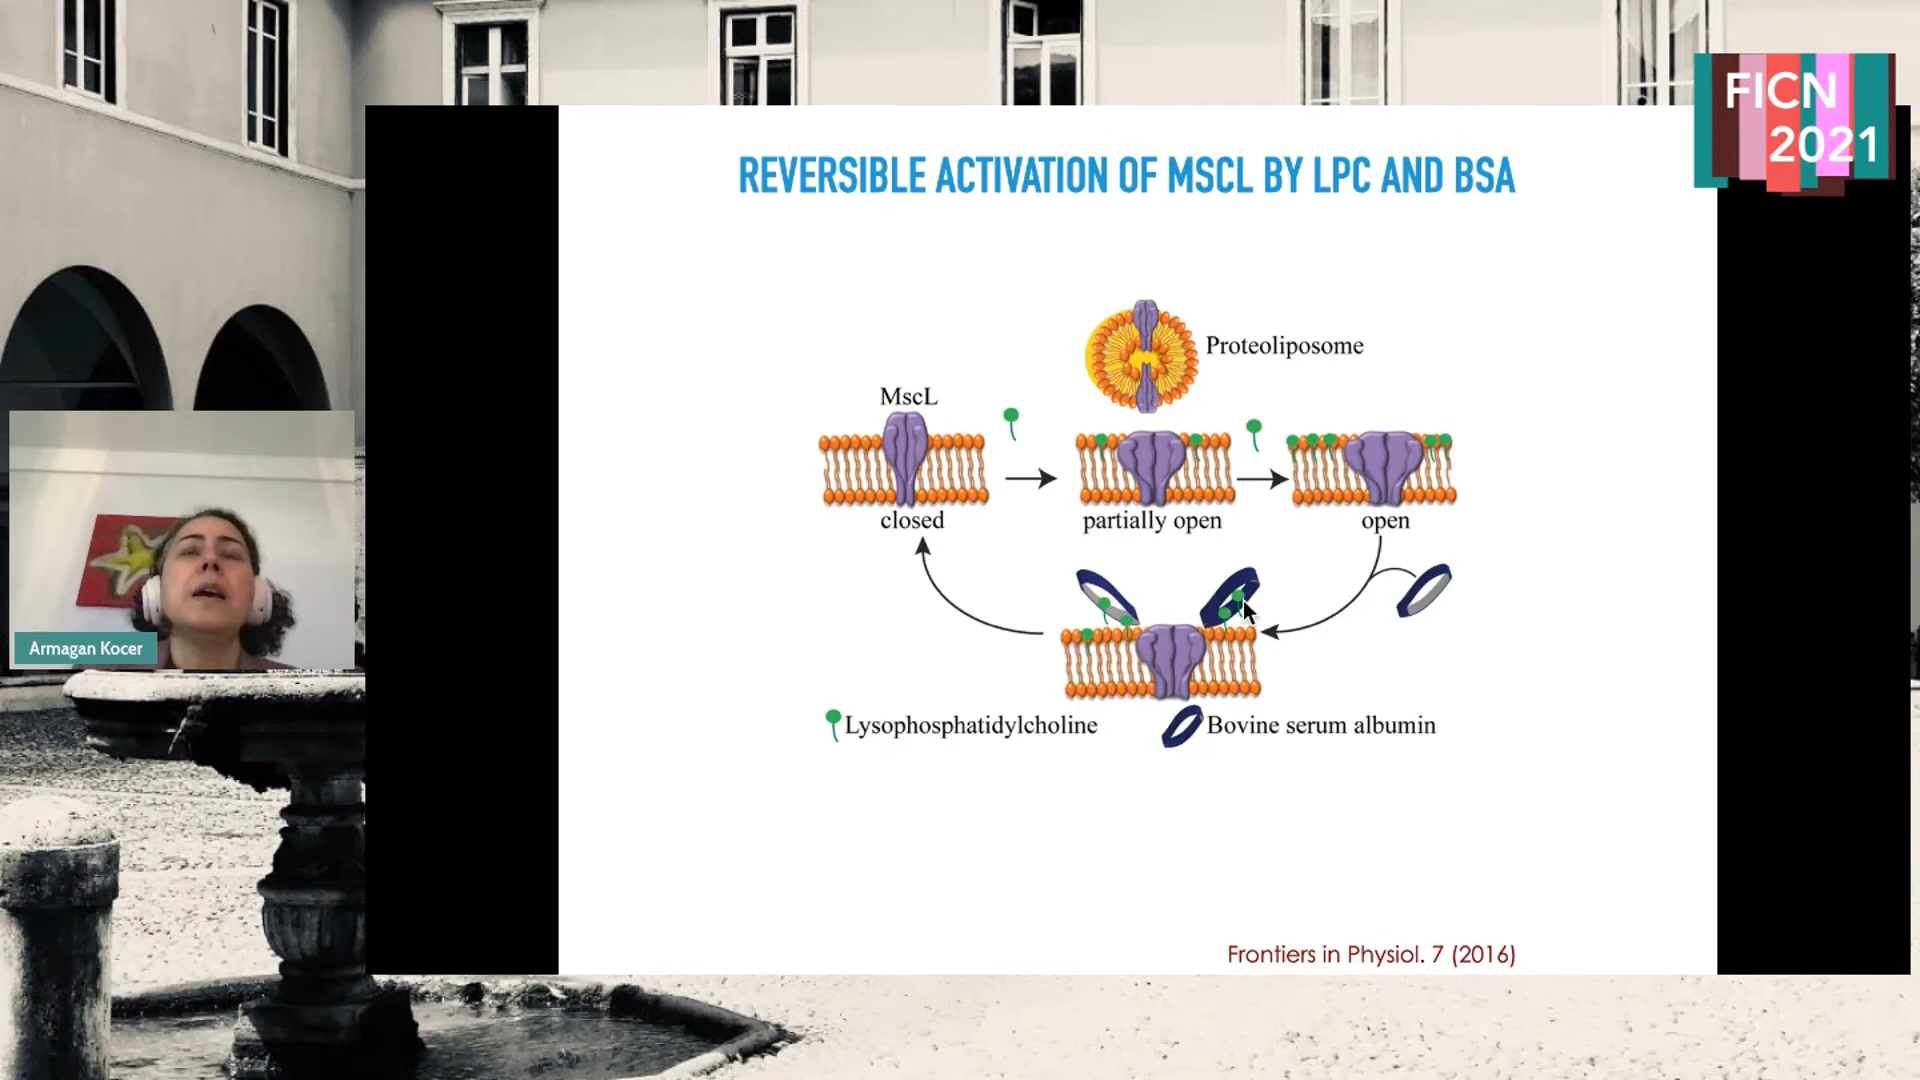 FICN
2021
REVERSIBLE ACTIVATION OF MSCL BY LPC AND BSA
Proteoliposome
MscL
closed
partially open
open
Armagan Kocer
Lysophosphatidylcholine
Bovine serum albumin
Frontiers in Physiol. 7 (2016)